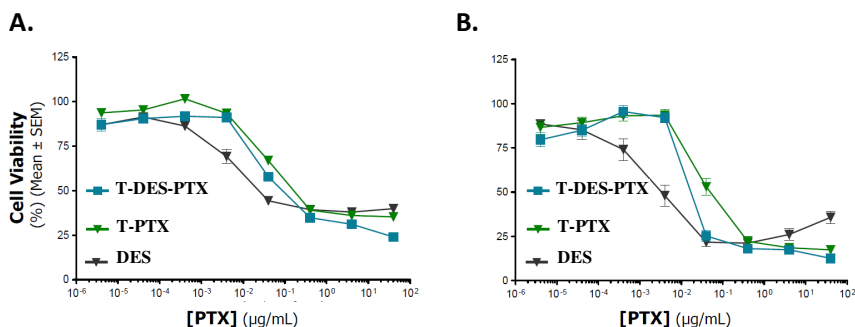 A.
B.
125
100
75
50
25
0
Cell Viability
(%) (Mean ± SEM)
T-DES-PTX
T-PTX
DES
10⁻⁶ 10⁻⁵ 10⁻⁴ 10⁻³ 10⁻² 10⁻¹ 10⁰ 10¹ 10²
[PTX] (µg/mL)
125
100
75
50
25
0
T-DES-PTX
T-PTX
DES
10⁻⁶ 10⁻⁵ 10⁻⁴ 10⁻³ 10⁻² 10⁻¹ 10⁰ 10¹ 10²
[PTX] (µg/mL)